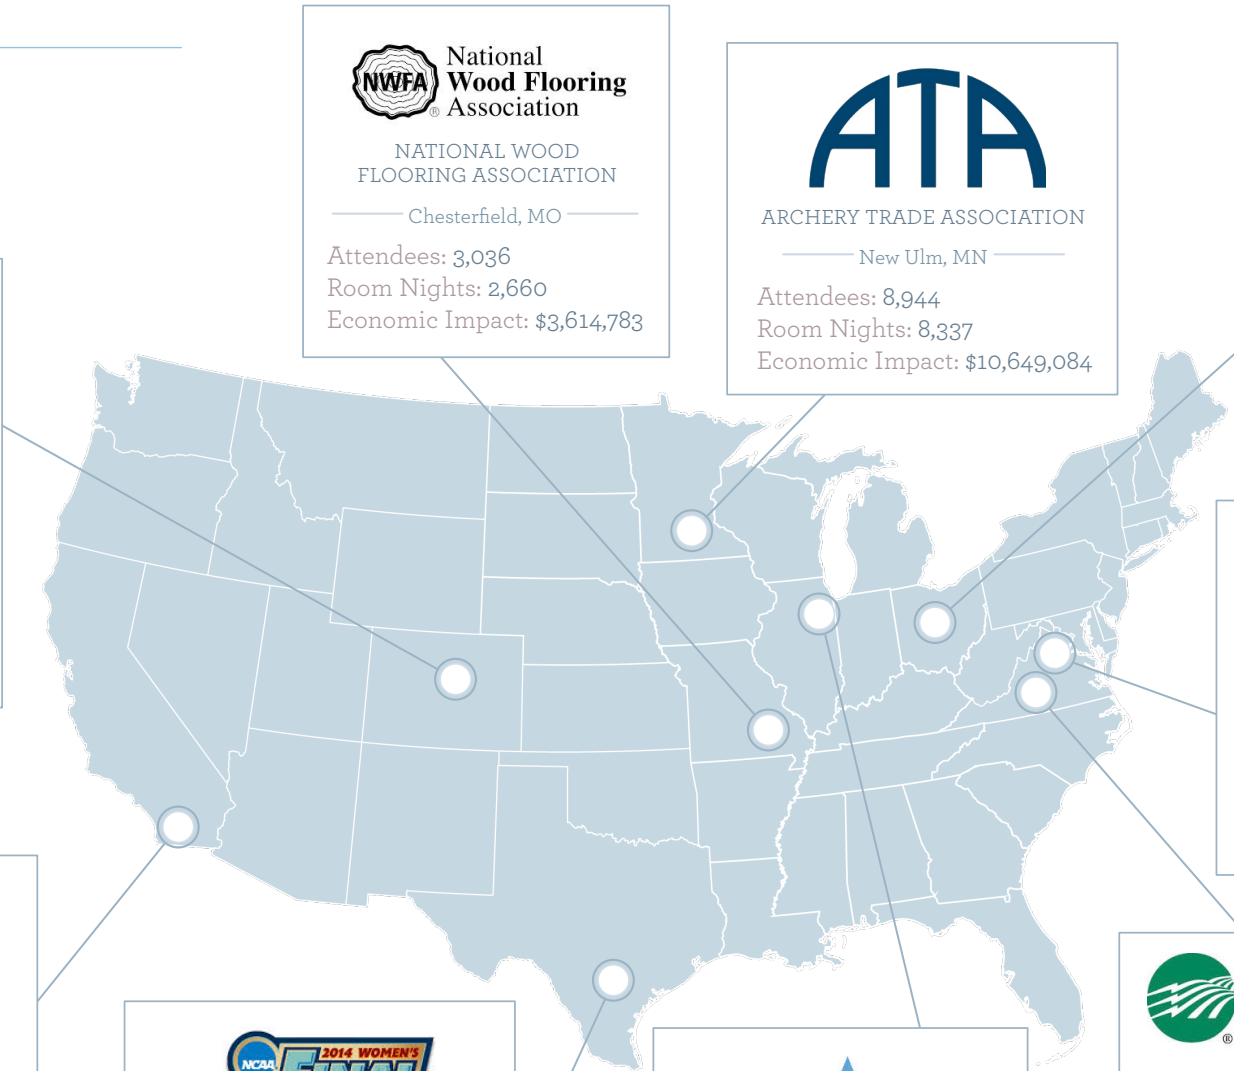 NWFA
National
Wood Flooring
Association
®
NATIONAL WOOD
FLOORING ASSOCIATION
Chesterfield, MO
Attendees: 3,036
Room Nights: 2,660
Economic Impact: $3,614,783
ATA
ARCHERY TRADE ASSOCIATION
New Ulm, MN
Attendees: 8,944
Room Nights: 8,337
Economic Impact: $10,649,084
NCAA
2014 WOMEN'S
FINAL
®